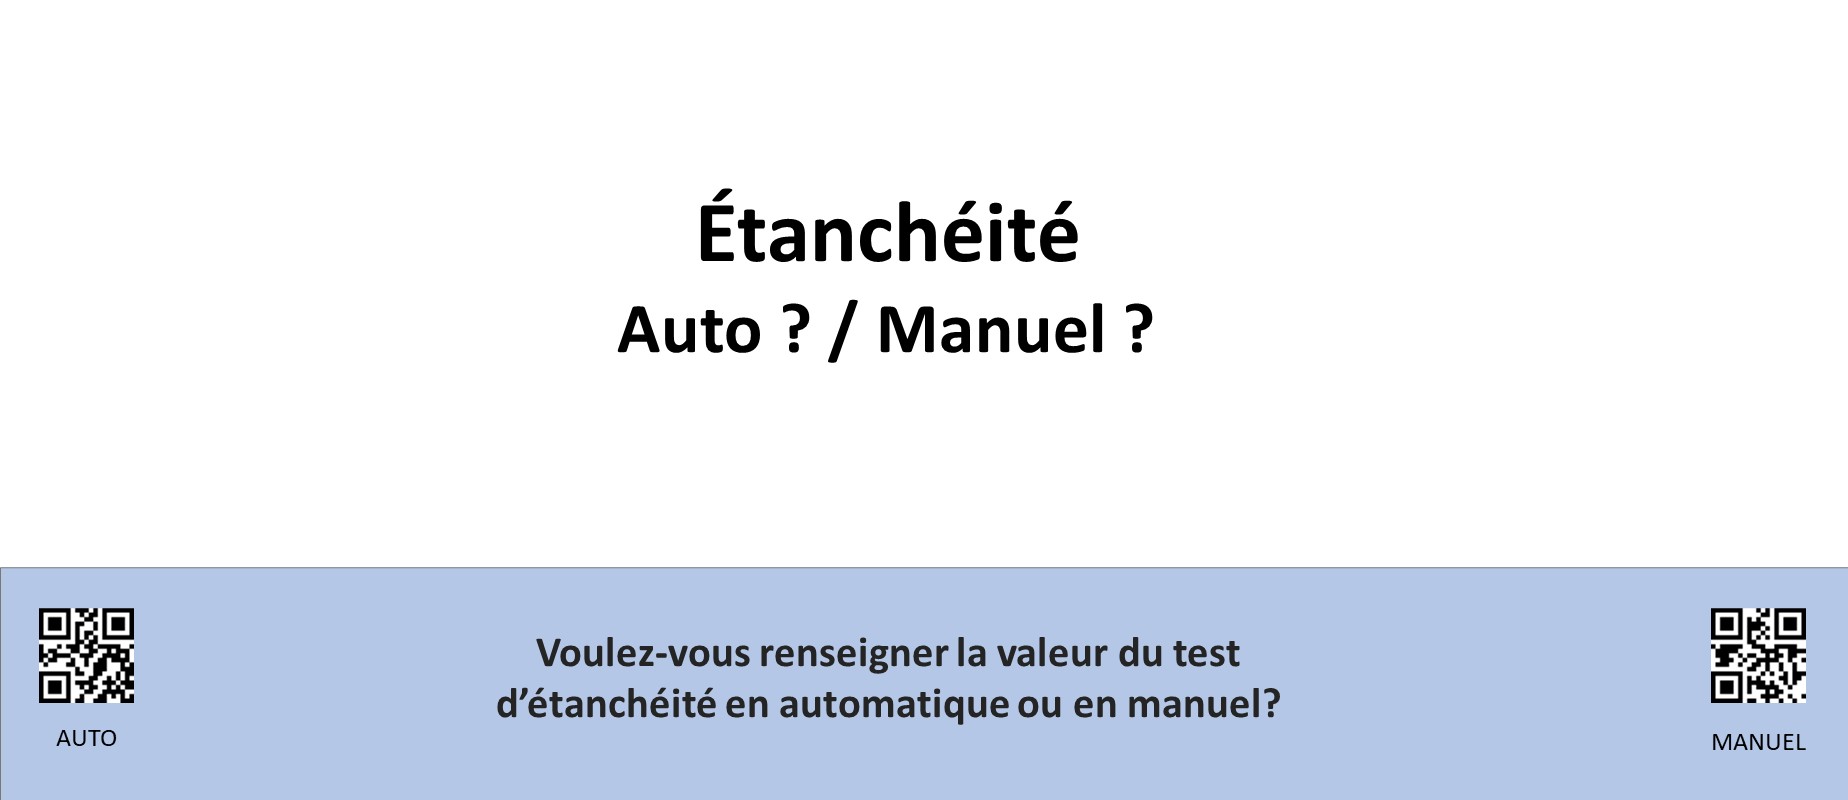 Étanchéité
Auto ? / Manuel ?
Voulez-vous renseigner la valeur du test
d’étanchéité en automatique ou en manuel?
AUTO
MANUEL